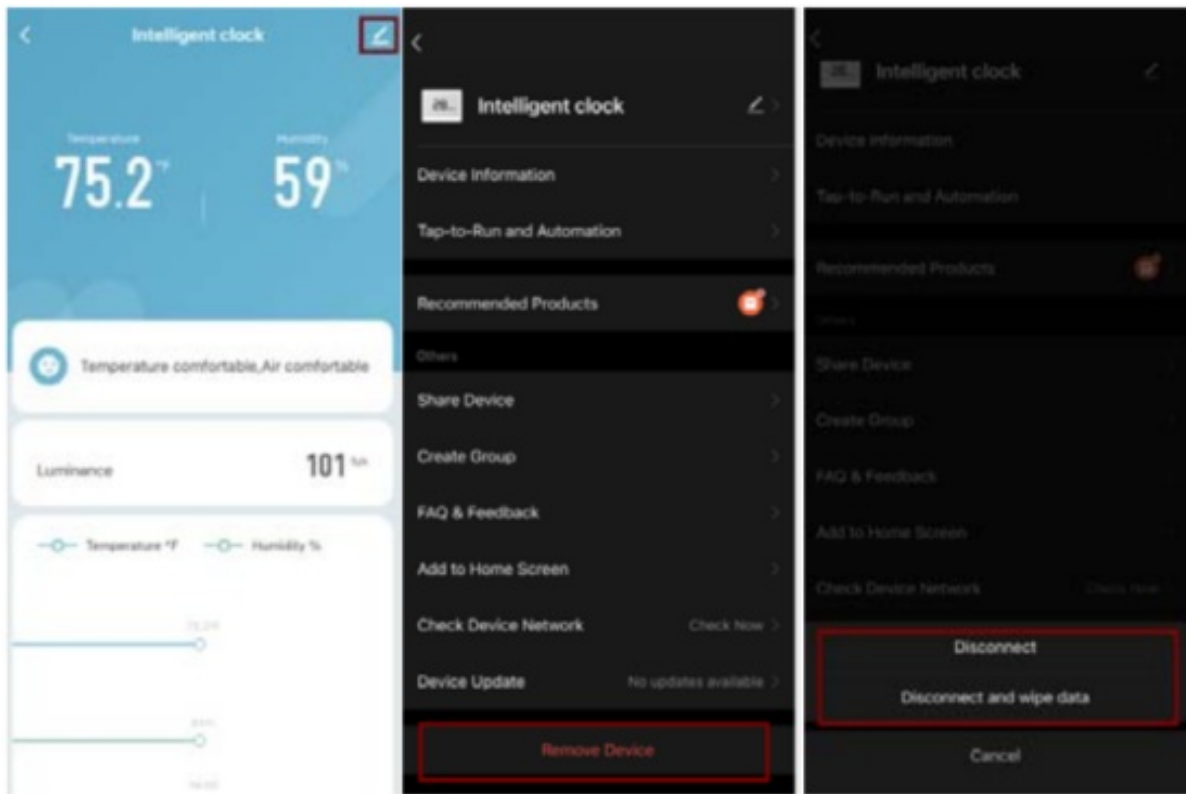 Intelligent clock
Temperature
Humidity
75.2 °F
59 %
Temperature comfortable,Air comfortable
Luminance
101
Temperature °F
Humidity %
Intelligent clock
Device Information
Tap-to-Run and Automation
Recommended Products
Others
Share Device
Create Group
FAQ & Feedback
Add to Home Screen
Check Device Network
Check Now
Device Update
No updates available
Remove Device
Intelligent clock
Device Information
Tap-to-Run and Automation
Recommended Products
Others
Share Device
Create Group
FAQ & Feedback
Add to Home Screen
Check Device Network
Check Now
Disconnect
Disconnect and wipe data
Cancel